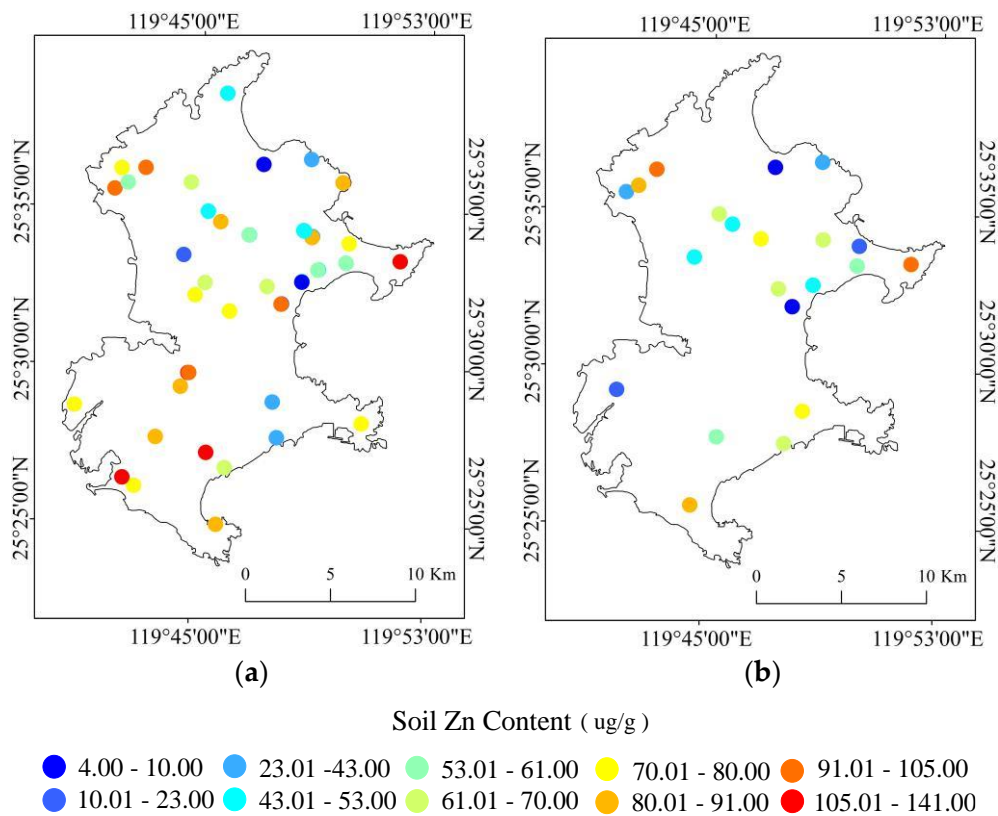 119°45'00"E 119°53'00"E 119°45'00"E 119°53'00"E
25°35'00"N 25°35'00"N 25°35'00"N 25°35'00"N
25°30'00"N 25°30'00"N 25°30'00"N 25°30'00"N
25°25'00"N 25°25'00"N 25°25'00"N 25°25'00"N
0 5 10 Km 0 5 10 Km
119°45'00"E 119°53'00"E 119°45'00"E 119°53'00"E
(a) (b)
Soil Zn Content ( ug/g )
4.00 - 10.00 23.01 -43.00 53.01 - 61.00 70.01 - 80.00 91.01 - 105.00
10.01 - 23.00 43.01 - 53.00 61.01 - 70.00 80.01 - 91.00 105.01 - 141.00